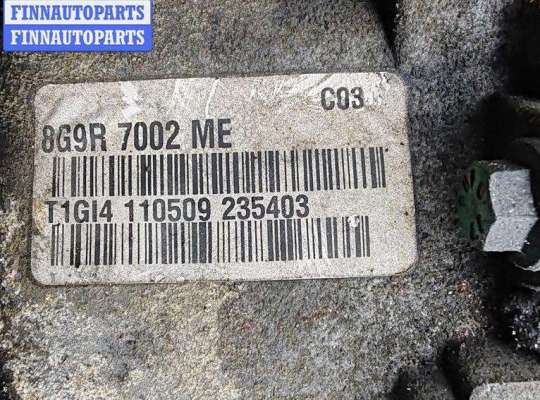 FINNAUTOPARTS
FINNAUTOPARTS
C03
8G9R 7002 ME
T1GI4 110509 235403